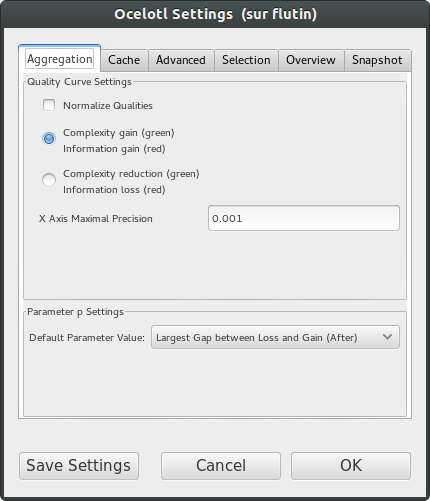 Ocelotl Settings (sur flutin)
Aggregation Cache Advanced Selection Overview Snapshot
Quality Curve Settings
Normalize Qualities
Complexity gain (green)
Information gain (red)
Complexity reduction (green)
Information loss (red)
X Axis Maximal Precision 0.001
Parameter p Settings
Default Parameter Value: Largest Gap between Loss and Gain (After)
Save Settings Cancel OK